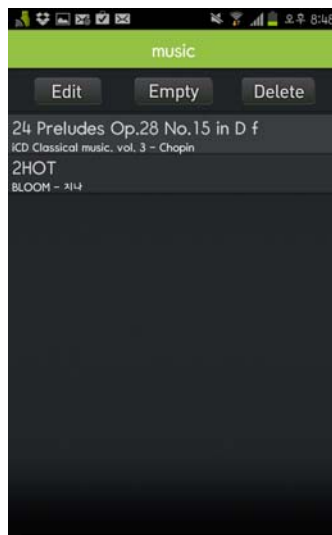 오후 8:48
music
Edit Empty Delete
24 Preludes Op.28 No.15 in D f
iCD Classical music. vol. 3 - Chopin
2HOT
BLOOM - 지나